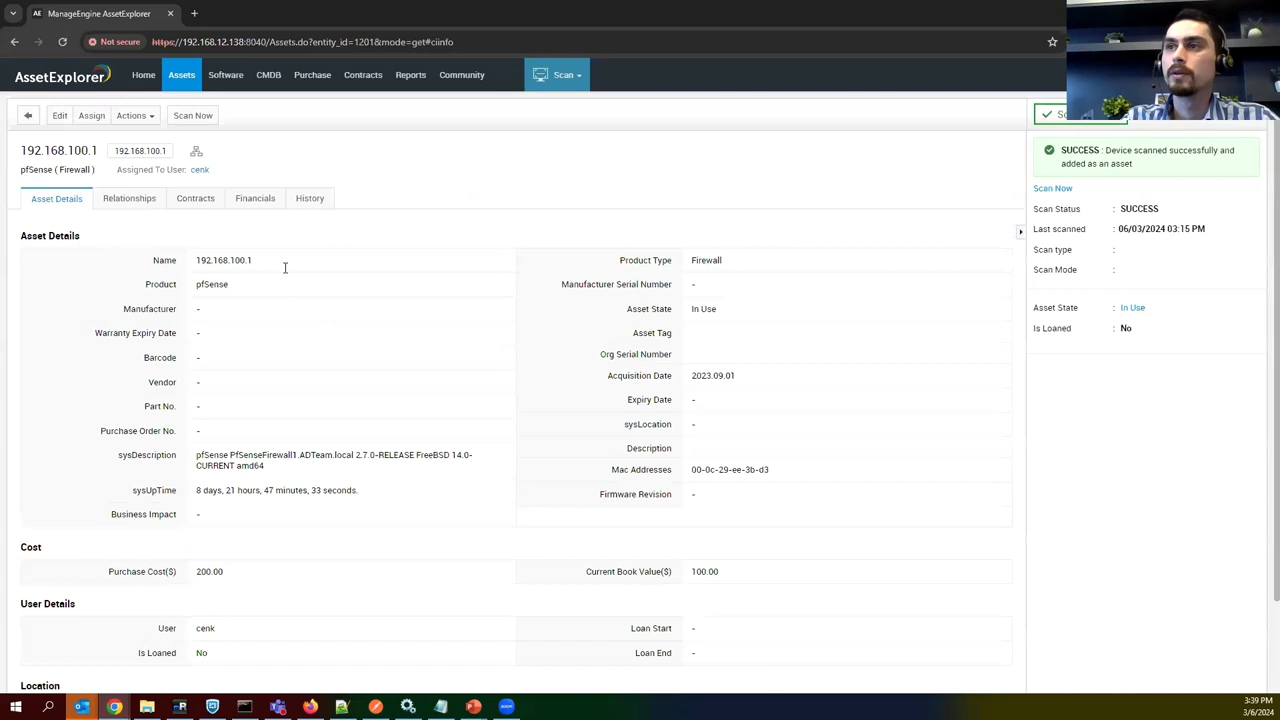 ManageEngine AssetExplorer
Not secure https://192.168.12.138:8040/Assets.do?entity_id=1201&mode=get#ciinfo
AssetExplorer Home Assets Software CMDB Purchase Contracts Reports Community Scan
Edit Assign Actions Scan Now
192.168.100.1 192.168.100.1
pfSense ( Firewall ) Assigned To User: cenk
Asset Details Relationships Contracts Financials History
Asset Details
Name 192.168.100.1 Product Type Firewall
Product pfSense Manufacturer Serial Number -
Manufacturer - Asset State In Use
Warranty Expiry Date - Asset Tag
Barcode - Org Serial Number
Vendor - Acquisition Date 2023.09.01
Part No. - Expiry Date -
Purchase Order No. - sysLocation -
sysDescription pfSense PfSenseFirewall1.ADTeam.local 2.7.0-RELEASE FreeBSD 14.0-
CURRENT amd64
Description
Mac Addresses 00-0c-29-ee-3b-d3
sysUpTime 8 days, 21 hours, 47 minutes, 33 seconds. Firmware Revision -
Business Impact -
Cost
Purchase Cost($) 200.00 Current Book Value($) 100.00
User Details
User cenk Loan Start -
Is Loaned No Loan End -
Location
SUCCESS : Device scanned successfully and
added as an asset
Scan Now
Scan Status : SUCCESS
Last scanned : 06/03/2024 03:15 PM
Scan type :
Scan Mode :
Asset State : In Use
Is Loaned : No
3:39 PM
3/6/2024